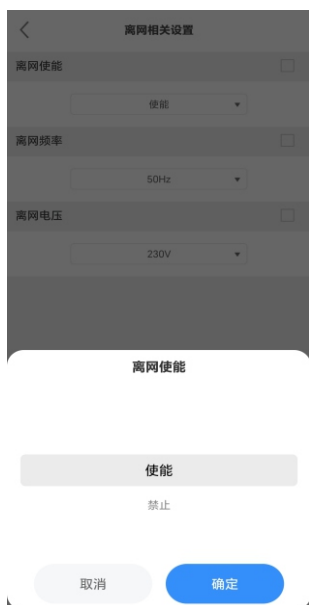 离网相关设置
离网使能
使能
离网频率
50Hz
离网电压
230V
离网使能
使能
禁止
取消
确定